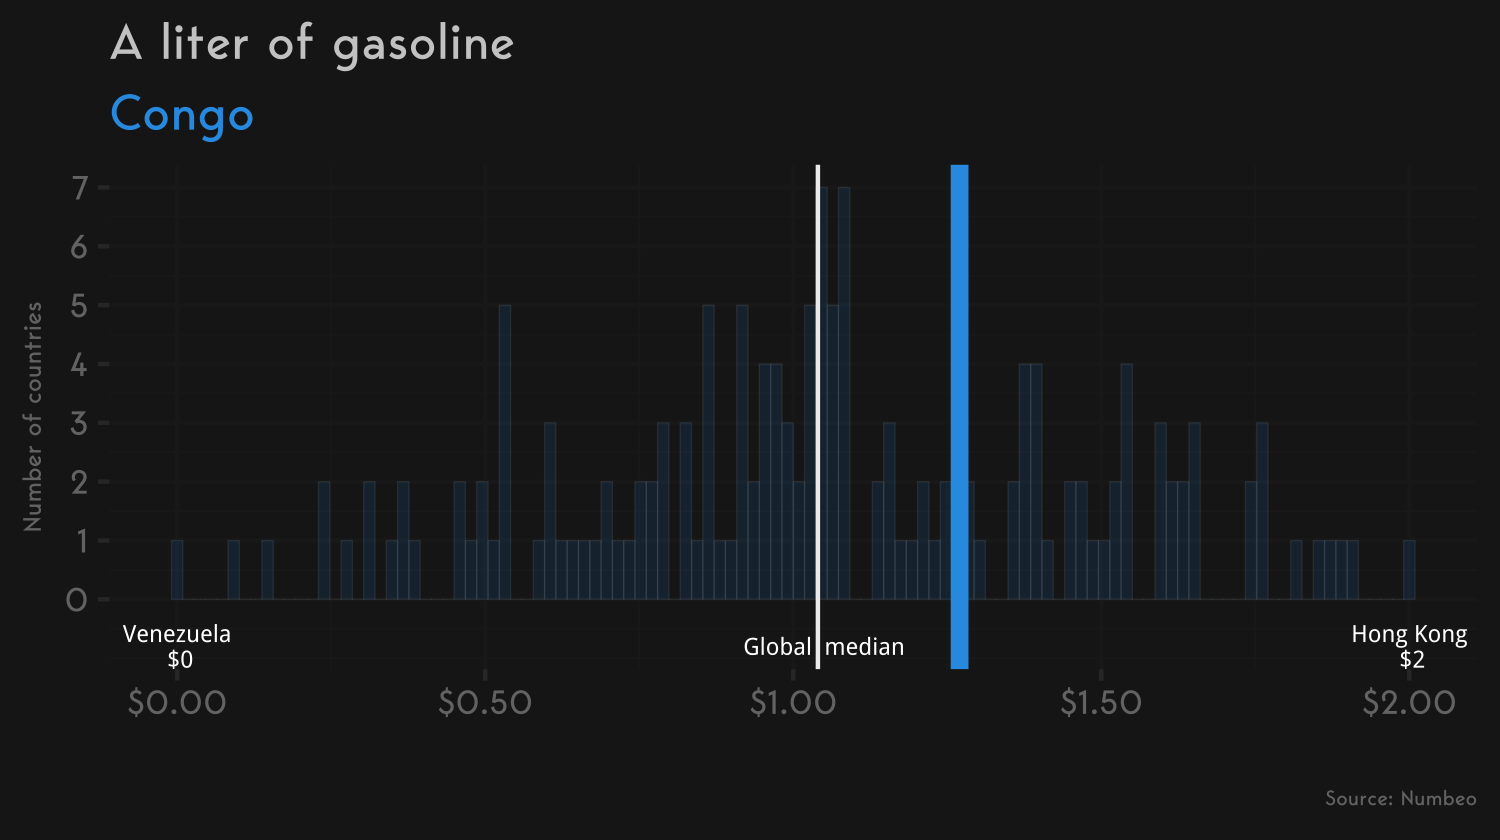 A liter of gasoline
Congo
Number of countries
7
6
5
4
3
2
1
0
Venezuela
$0
Global median
Hong Kong
$2
$0.00 $0.50 $1.00 $1.50 $2.00
Source: Numbeo